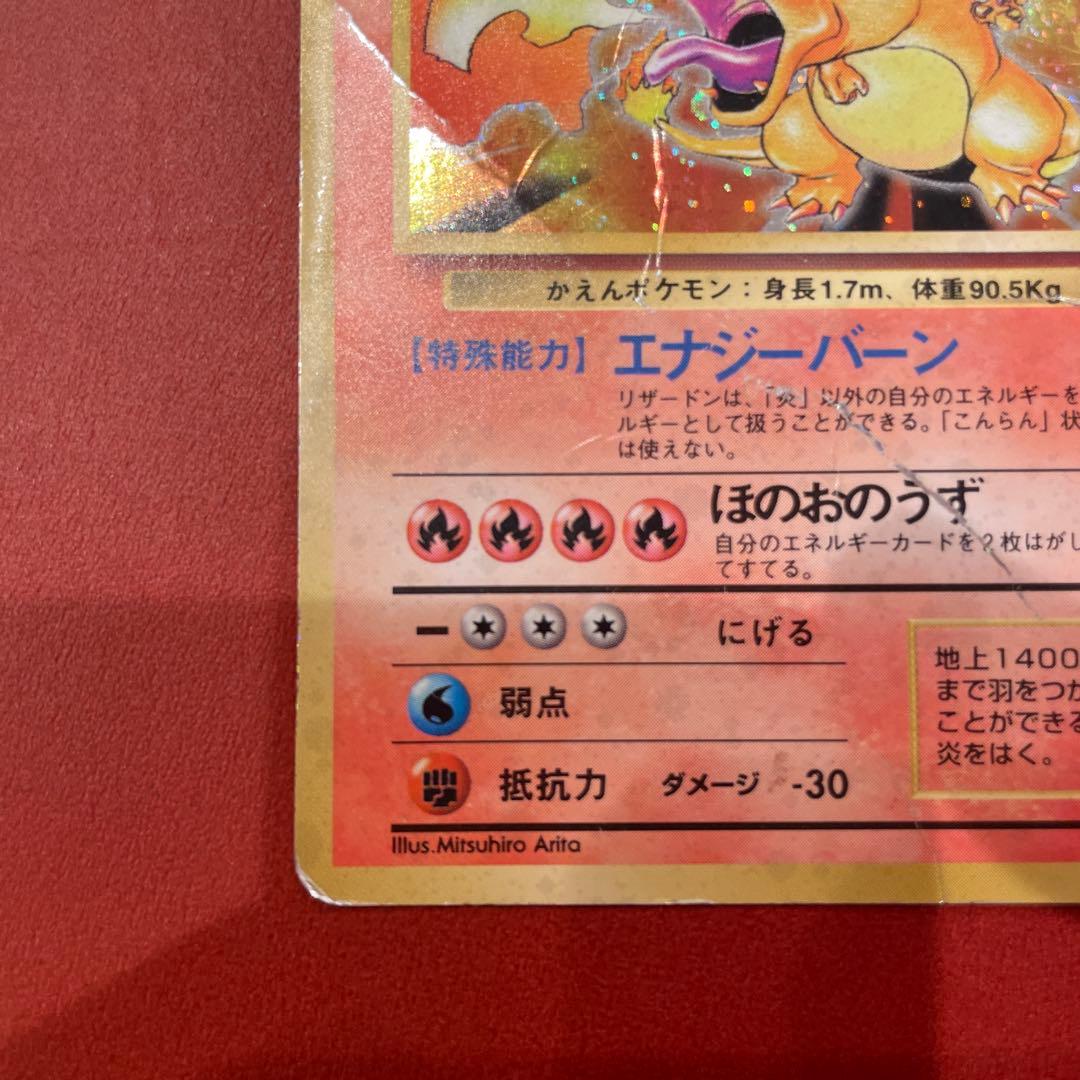 かえんポケモン：身長1.7m、体重90.5Kg
【特殊能力】 エナジーバーン
リザードンは、「炎」以外の自分のエネルギーを
ルギーとして扱うことができる。「こんらん」状
は使えない。
ほのおのうず
自分のエネルギーカードを2枚はがし
てすてる。
− にげる
弱点
抵抗力 ダメージ -30
地上1400
まで羽をつか
ことができる
炎をはく。
Illus.Mitsuhiro Arita